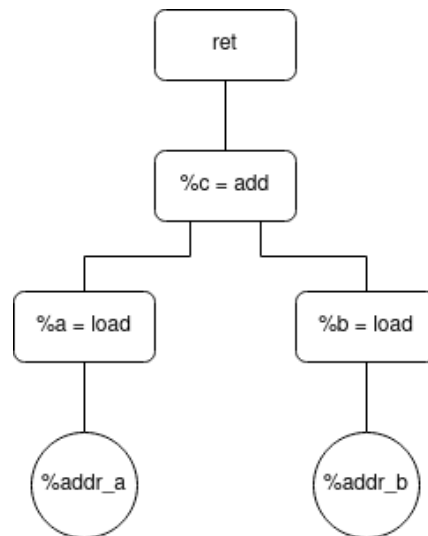 ret
%c = add
%a = load
%b = load
%addr_a
%addr_b